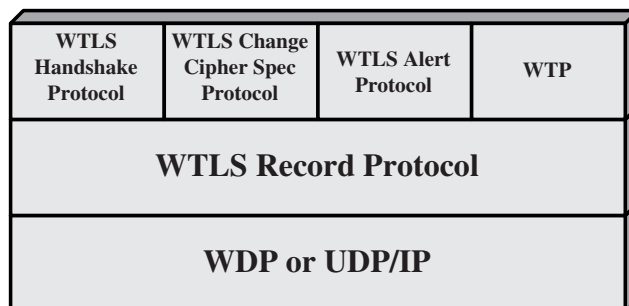 WTLS
Handshake
Protocol
WTLS Change
Cipher Spec
Protocol
WTLS Alert
Protocol
WTP
WTLS Record Protocol
WDP or UDP/IP